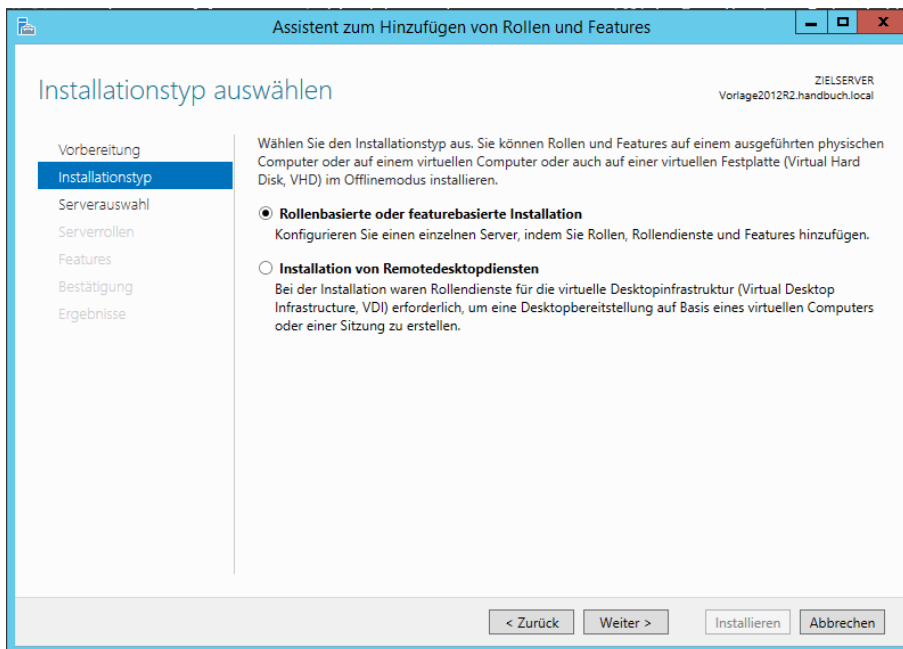 Assistent zum Hinzufügen von Rollen und Features
Installationstyp auswählen
ZIELSERVER
Vorlage2012R2.handbuch.local
Vorbereitung
Installationstyp
Serverauswahl
Serverrollen
Features
Bestätigung
Ergebnisse
Wählen Sie den Installationstyp aus. Sie können Rollen und Features auf einem ausgeführten physischen
Computer oder auf einem virtuellen Computer oder auch auf einer virtuellen Festplatte (Virtual Hard
Disk, VHD) im Offlinemodus installieren.
Rollenbasierte oder featurebasierte Installation
Konfigurieren Sie einen einzelnen Server, indem Sie Rollen, Rollendienste und Features hinzufügen.
Installation von Remotedesktopdiensten
Bei der Installation waren Rollendienste für die virtuelle Desktopinfrastruktur (Virtual Desktop
Infrastructure, VDI) erforderlich, um eine Desktopbereitstellung auf Basis eines virtuellen Computers
oder einer Sitzung zu erstellen.
< Zurück
Weiter >
Installieren
Abbrechen